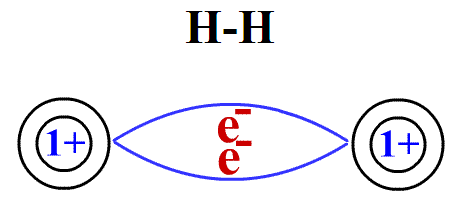 H-H
1+ e⁻ 1+
e⁻